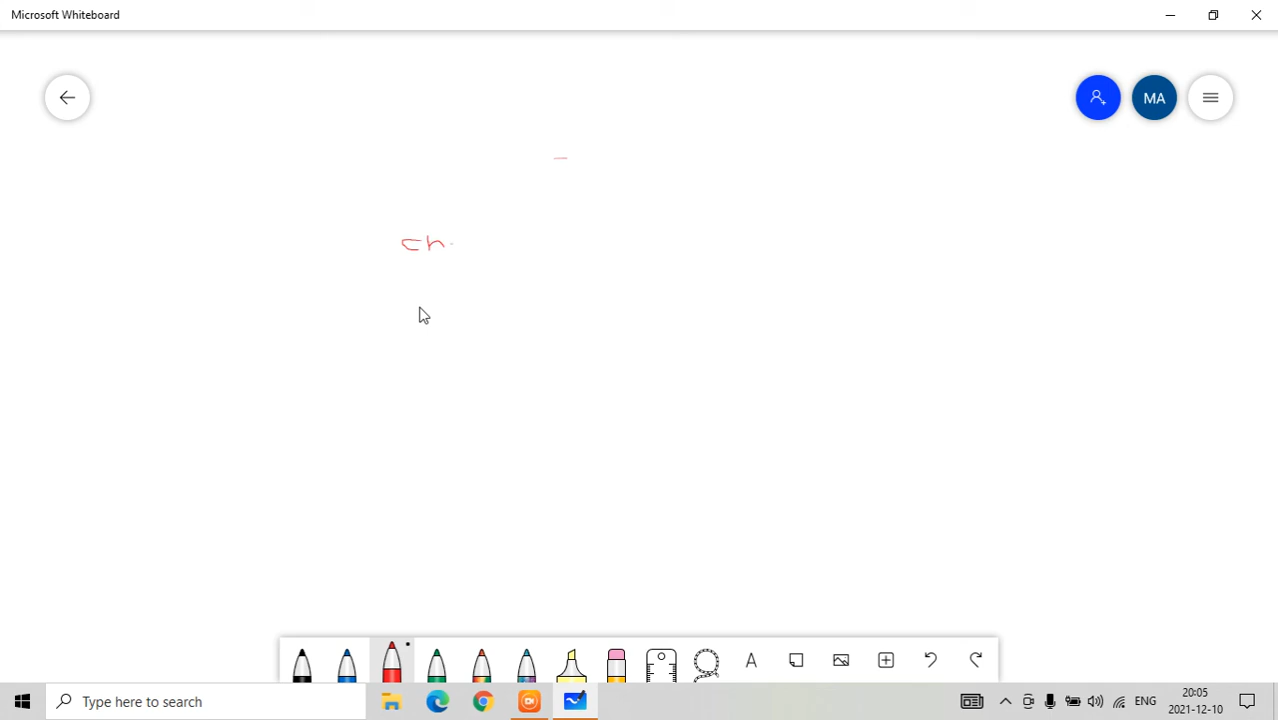 Microsoft Whiteboard
MA
ch.
A
Type here to search
ENG
20:05
2021-12-10